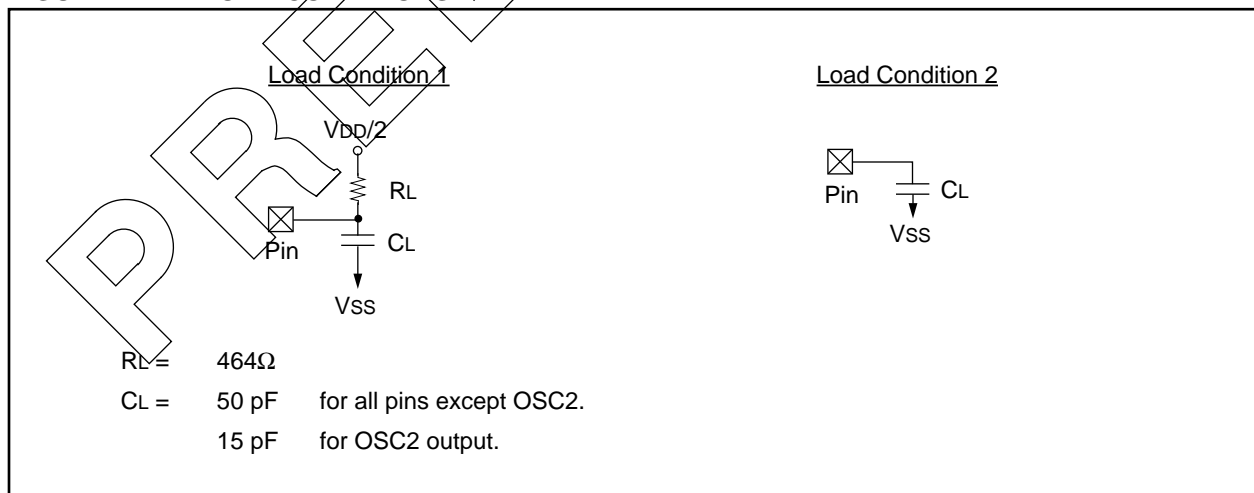 Load Condition 1
Load Condition 2
VDD/2
RL
Pin
CL
VSS
Pin
CL
VSS
RL = 464Ω
CL = 50 pF for all pins except OSC2.
15 pF for OSC2 output.
P R E